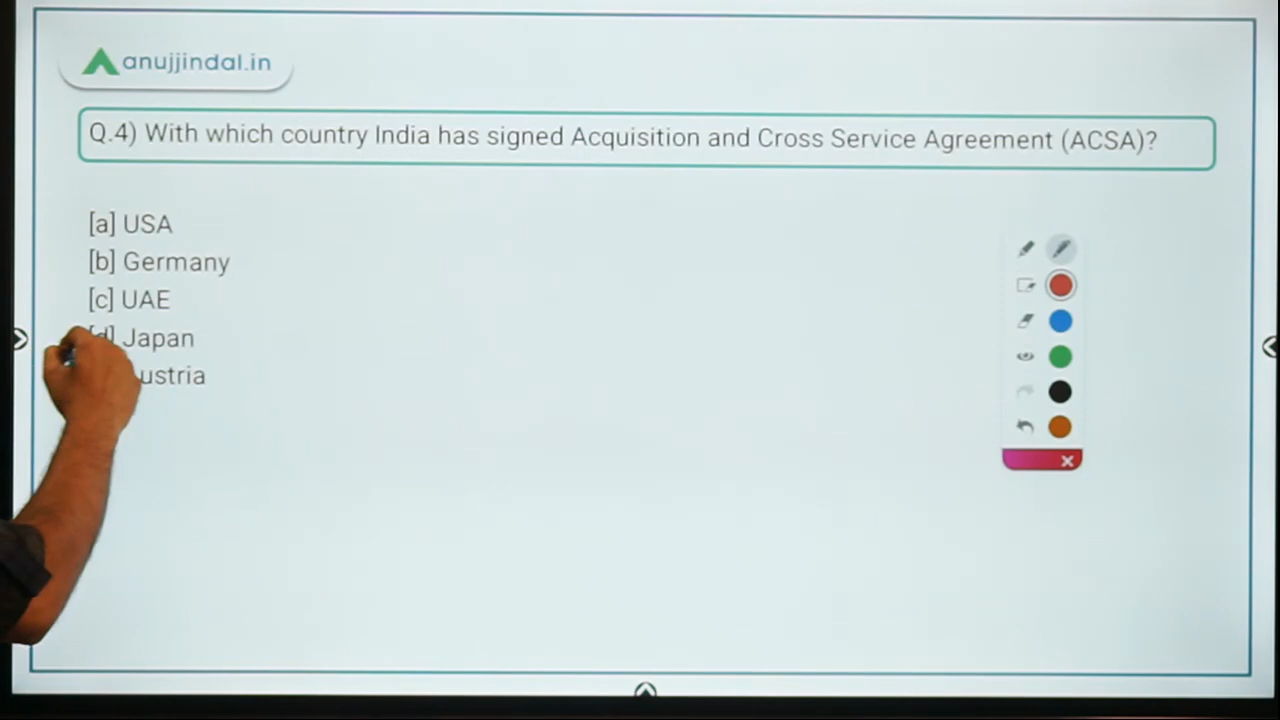 anujjindal.in
Q.4) With which country India has signed Acquisition and Cross Service Agreement (ACSA)?
[a] USA
[b] Germany
[c] UAE
[d] Japan
ustria